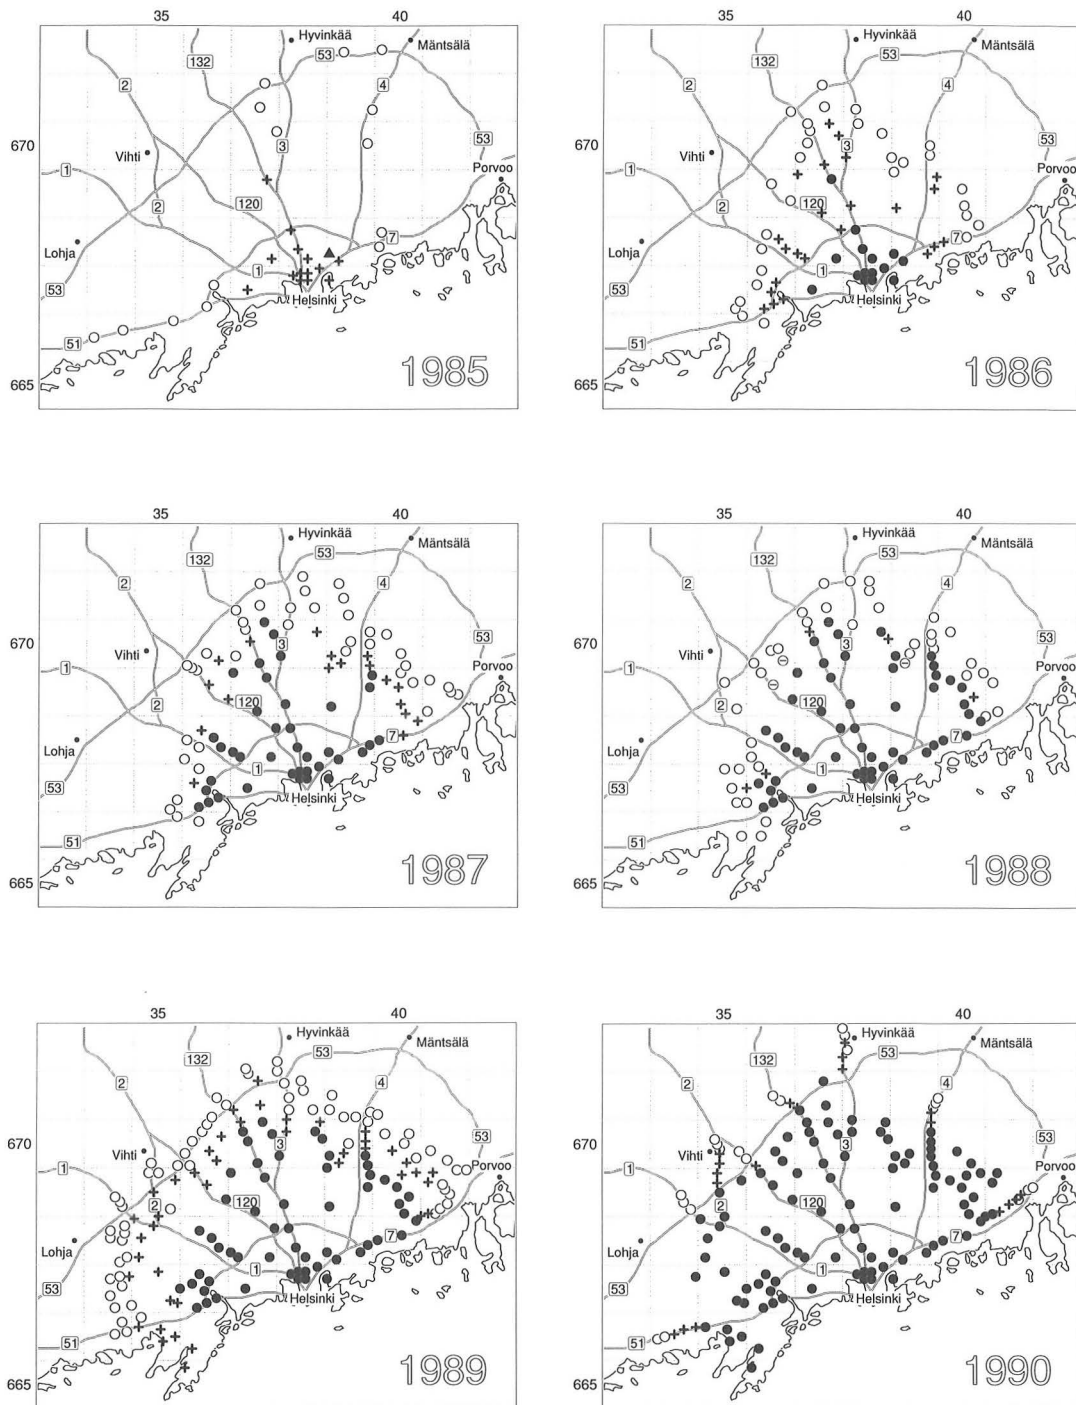 35 40
Hyvinkää
Mäntsälä
132
53
2
4
670
Vihti
3
53
1
Porvoo
120
2
7
Lohja
1
53
Helsinki
51
665
1985
35 40
Hyvinkää
Mäntsälä
132
53
2
4
670
Vihti
3
53
1
Porvoo
120
2
7
Lohja
1
53
Helsinki
51
665
1986
35 40
Hyvinkää
Mäntsälä
132
53
2
4
670
Vihti
3
53
1
Porvoo
120
2
7
Lohja
1
53
Helsinki
51
665
1987
35 40
Hyvinkää
Mäntsälä
132
53
2
4
670
Vihti
3
53
1
Porvoo
120
2
7
Lohja
1
53
Helsinki
51
665
1988
35 40
Hyvinkää
Mäntsälä
132
53
2
4
670
Vihti
3
53
1
Porvoo
120
2
7
Lohja
1
53
Helsinki
51
665
1989
35 40
Hyvinkää
Mäntsälä
132
53
2
4
670
Vihti
3
53
1
Porvoo
120
2
7
Lohja
1
53
Helsinki
51
665
1990